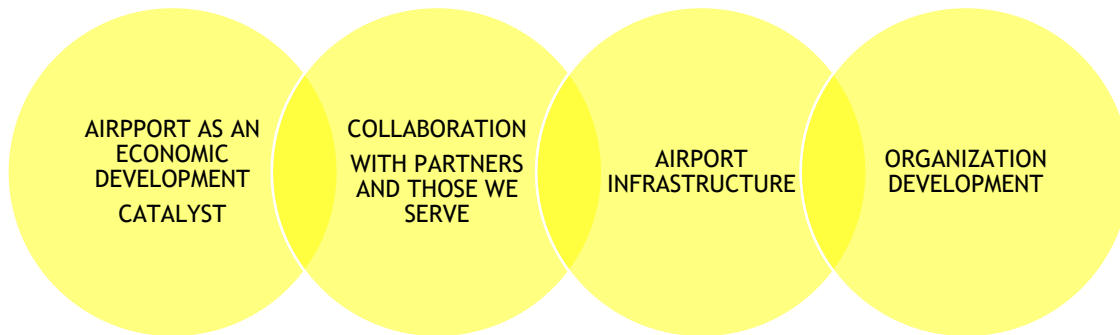 AIRPPORT AS AN
ECONOMIC
DEVELOPMENT
CATALYST
COLLABORATION
WITH PARTNERS
AND THOSE WE
SERVE
AIRPORT
INFRASTRUCTURE
ORGANIZATION
DEVELOPMENT